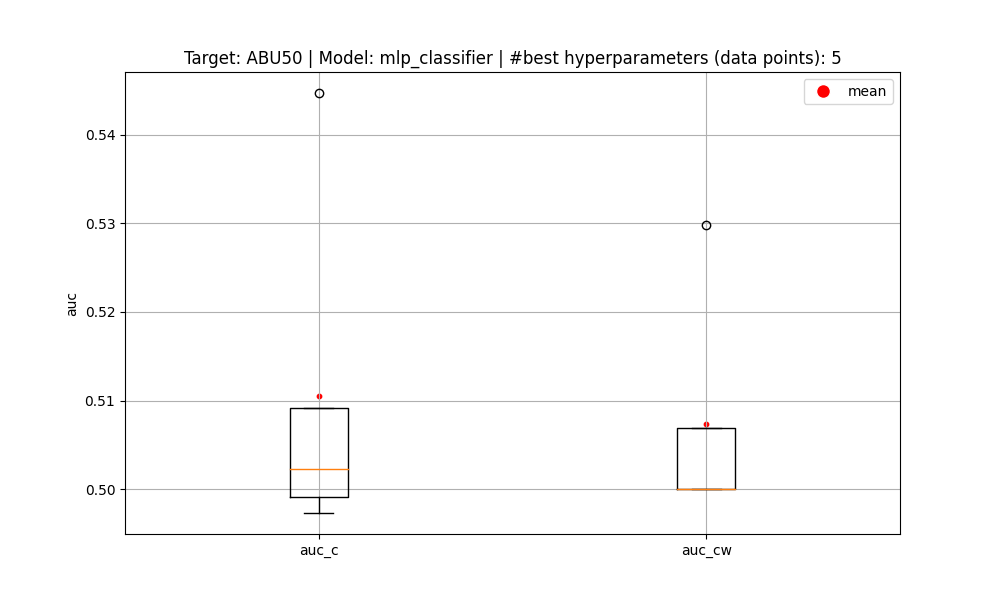 Target: ABU50 | Model: mlp_classifier | #best hyperparameters (data points): 5
mean
0.54
0.53
0.52
0.51
0.50
auc
auc_c
auc_cw